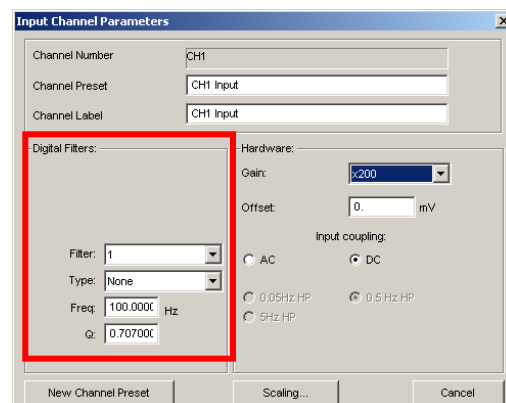 Input Channel Parameters
Channel Number CH1
Channel Preset CH1 Input
Channel Label CH1 Input
Digital Filters:
Filter: 1
Type: None
Freq: 100.000( Hz
Q: 0.707000
Hardware:
Gain: x200
Offset: 0. mV
Input coupling:
AC DC
0.05Hz HP 0.5 Hz HP
5Hz HP
New Channel Preset Scaling... Cancel